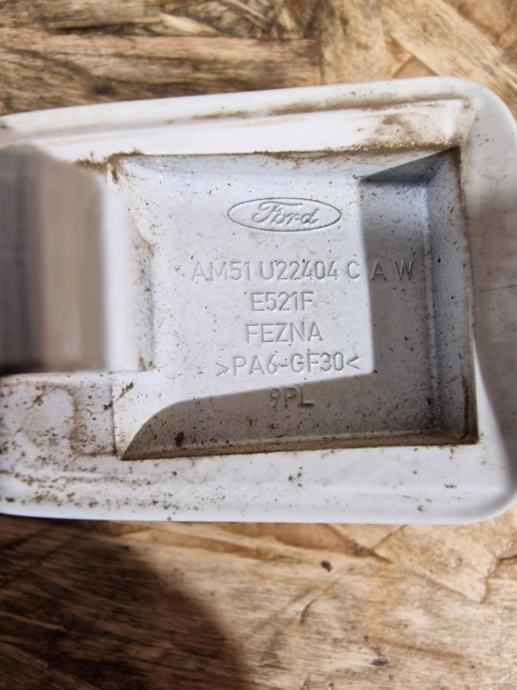 Ford
AM51 U22404 C A W
E521F
FEZNA
>PA6-GF30<
9PL